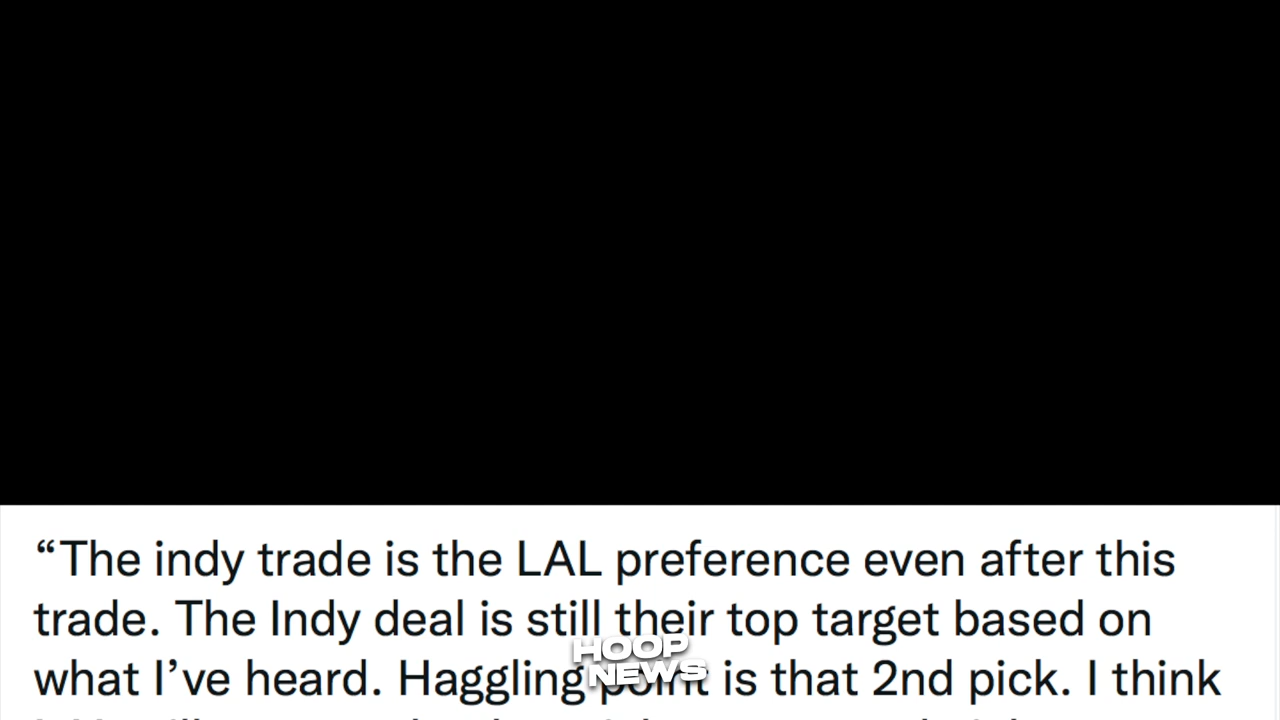 “The indy trade is the LAL preference even after this
trade. The Indy deal is still their top target based on
what I’ve heard. Haggling point is that 2nd pick. I think
HOOP
NEWS